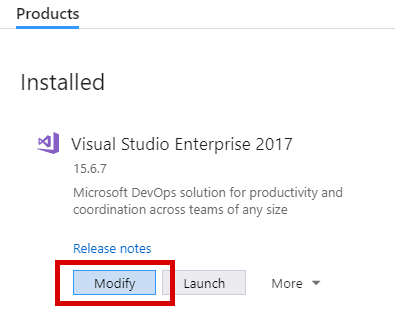 Products
Installed
Visual Studio Enterprise 2017
15.6.7
Microsoft DevOps solution for productivity and
coordination across teams of any size
Release notes
Modify Launch More